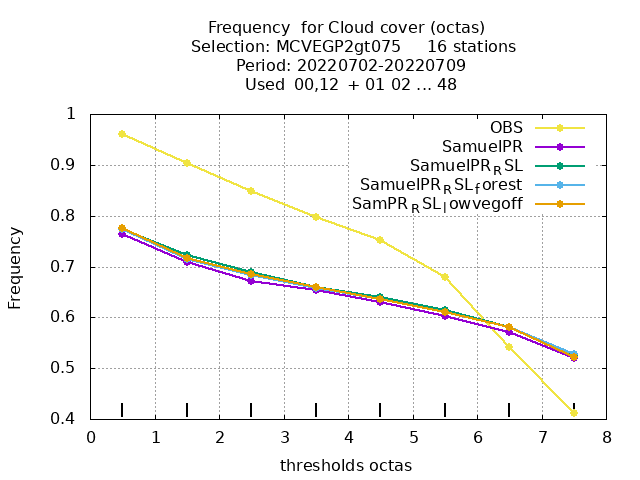 Frequency for Cloud cover (octas)
Selection: MCVEGP2gt075 16 stations
Period: 20220702-20220709
Used 00,12 + 01 02 ... 48
OBS
SamuelPR
SamuelPR_RSL
SamuelPR_RSL_forest
SamPR_RSL_lowvegoff
Frequency
1
0.9
0.8
0.7
0.6
0.5
0.4
0 1 2 3 4 5 6 7 8
thresholds octas